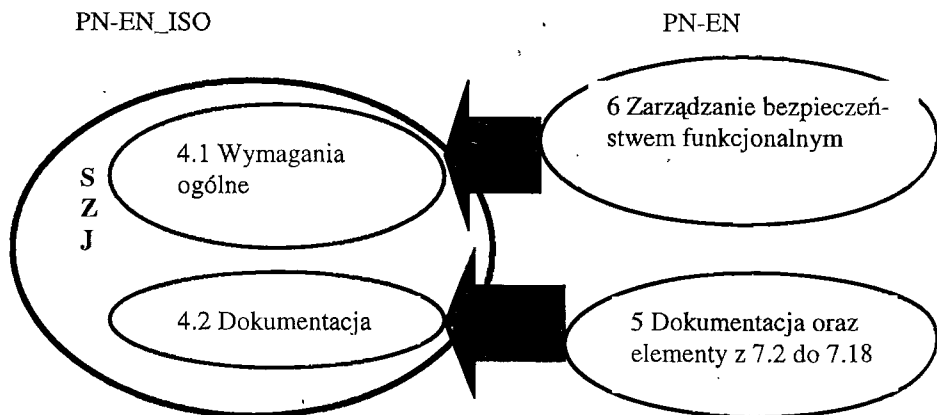 PN-EN_ISO
PN-EN
S
Z
J
4.1 Wymagania
ogólne
6 Zarządzanie bezpieczeń-
stwem funkcjonalnym
4.2 Dokumentacja
5 Dokumentacja oraz
elementy z 7.2 do 7.18